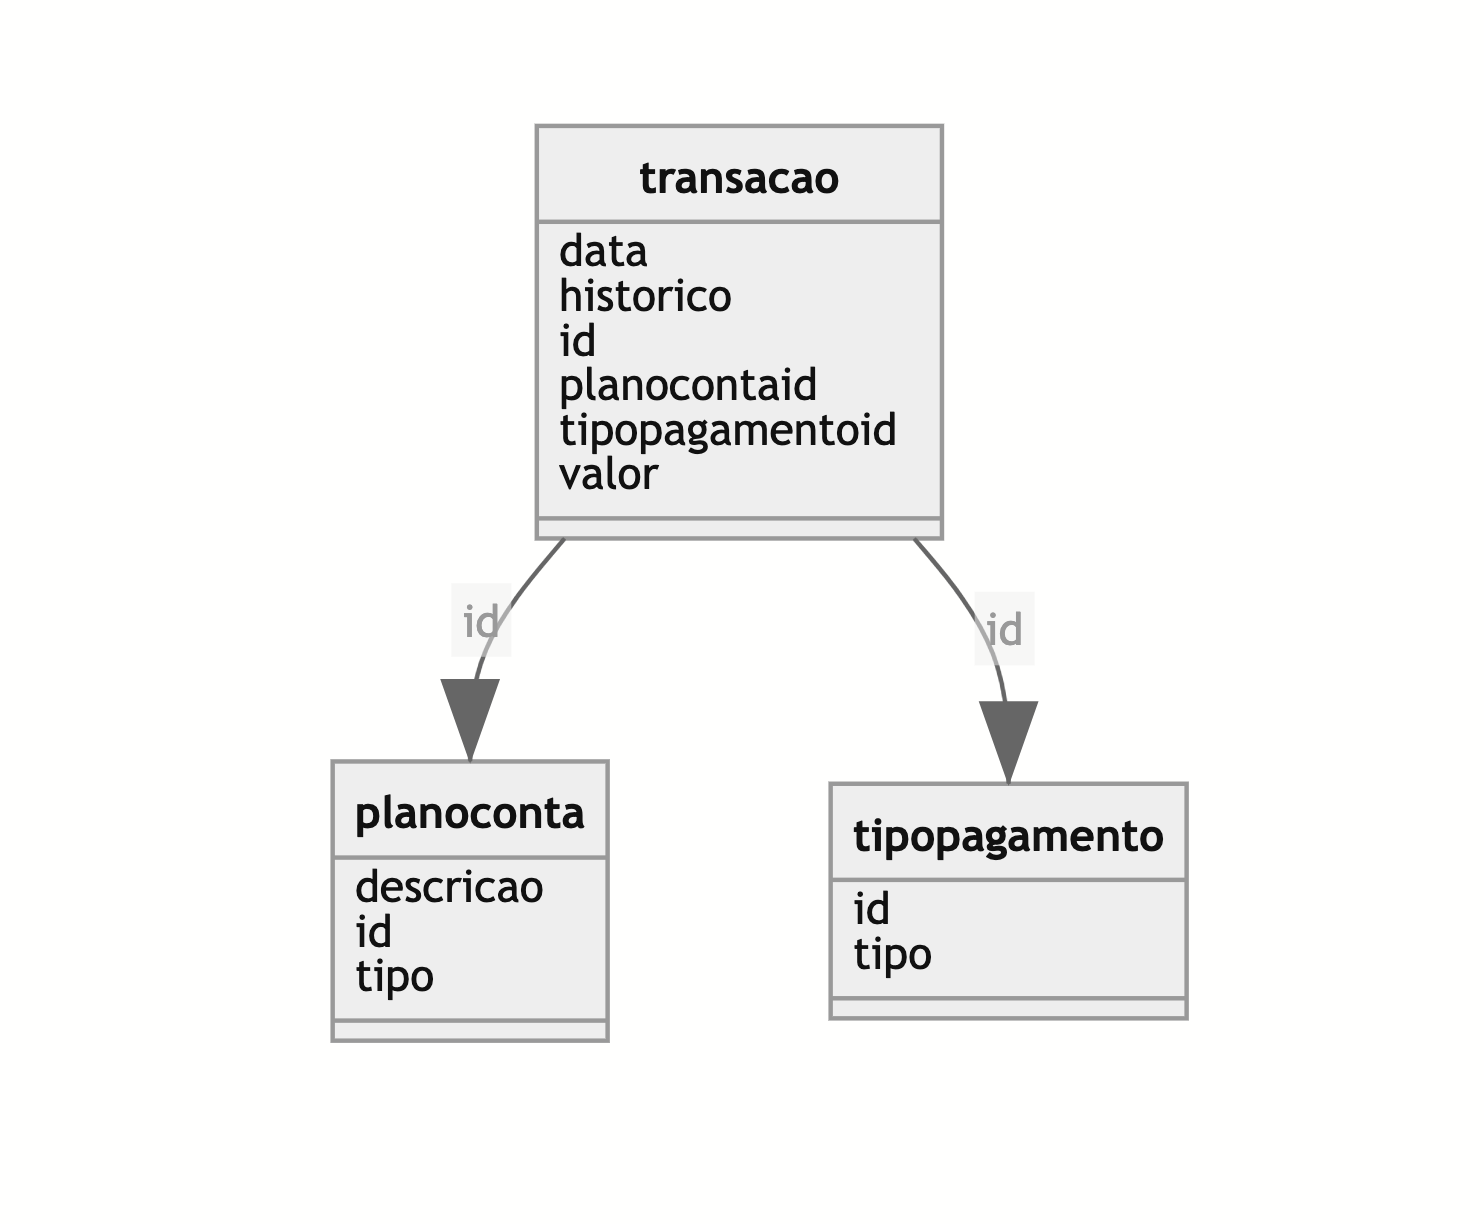 transacao
data
historico
id
planocontaid
tipopagamentoid
valor
id
id
planoconta
descricao
id
tipo
tipopagamento
id
tipo